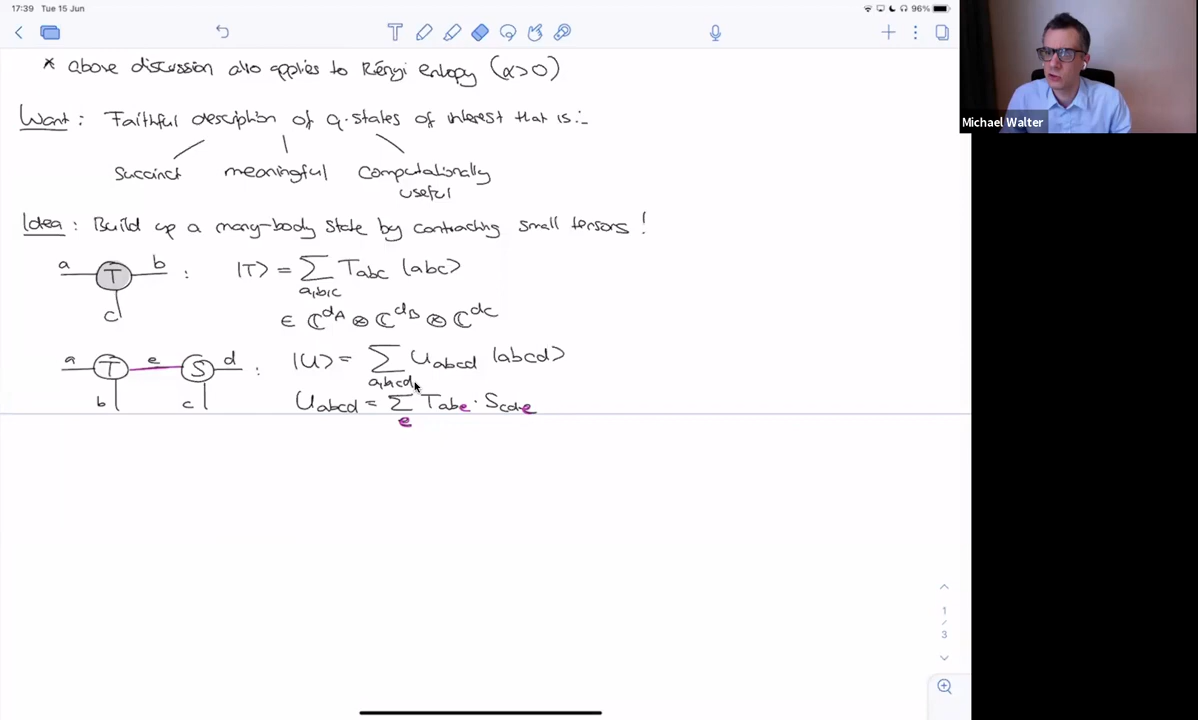 17:39 Tue 15 Jun
96%
* above discussion also applies to Rényi entropy (α>0)
Want: Faithful description of q. states of interest that is:-
succinct meaningful computationally
useful
Idea: Build up a many-body state by contracting small tensors!
a T b : |T⟩ = ∑ Tabc |abc⟩
a,b,c
c ∈ ℂ^dA ⊗ ℂ^dB ⊗ ℂ^dC
a T e S d : |U⟩ = ∑ Uabcd |abcd⟩
a,b,c,d
b c Uabcd = ∑ Tabe · Scde
e
Michael Walter
1
/
3